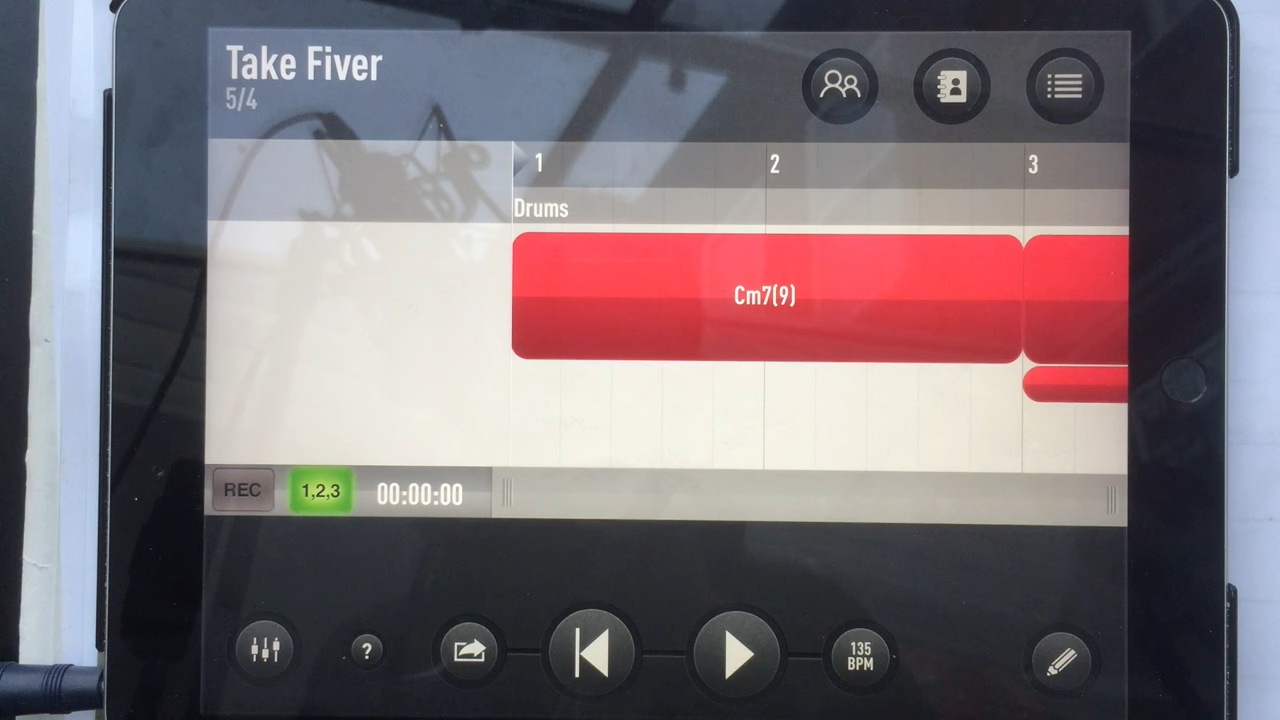 Take Fiver
5/4
1 2 3
Drums
Cm7(9)
REC 1,2,3 00:00:00
?
135
BPM